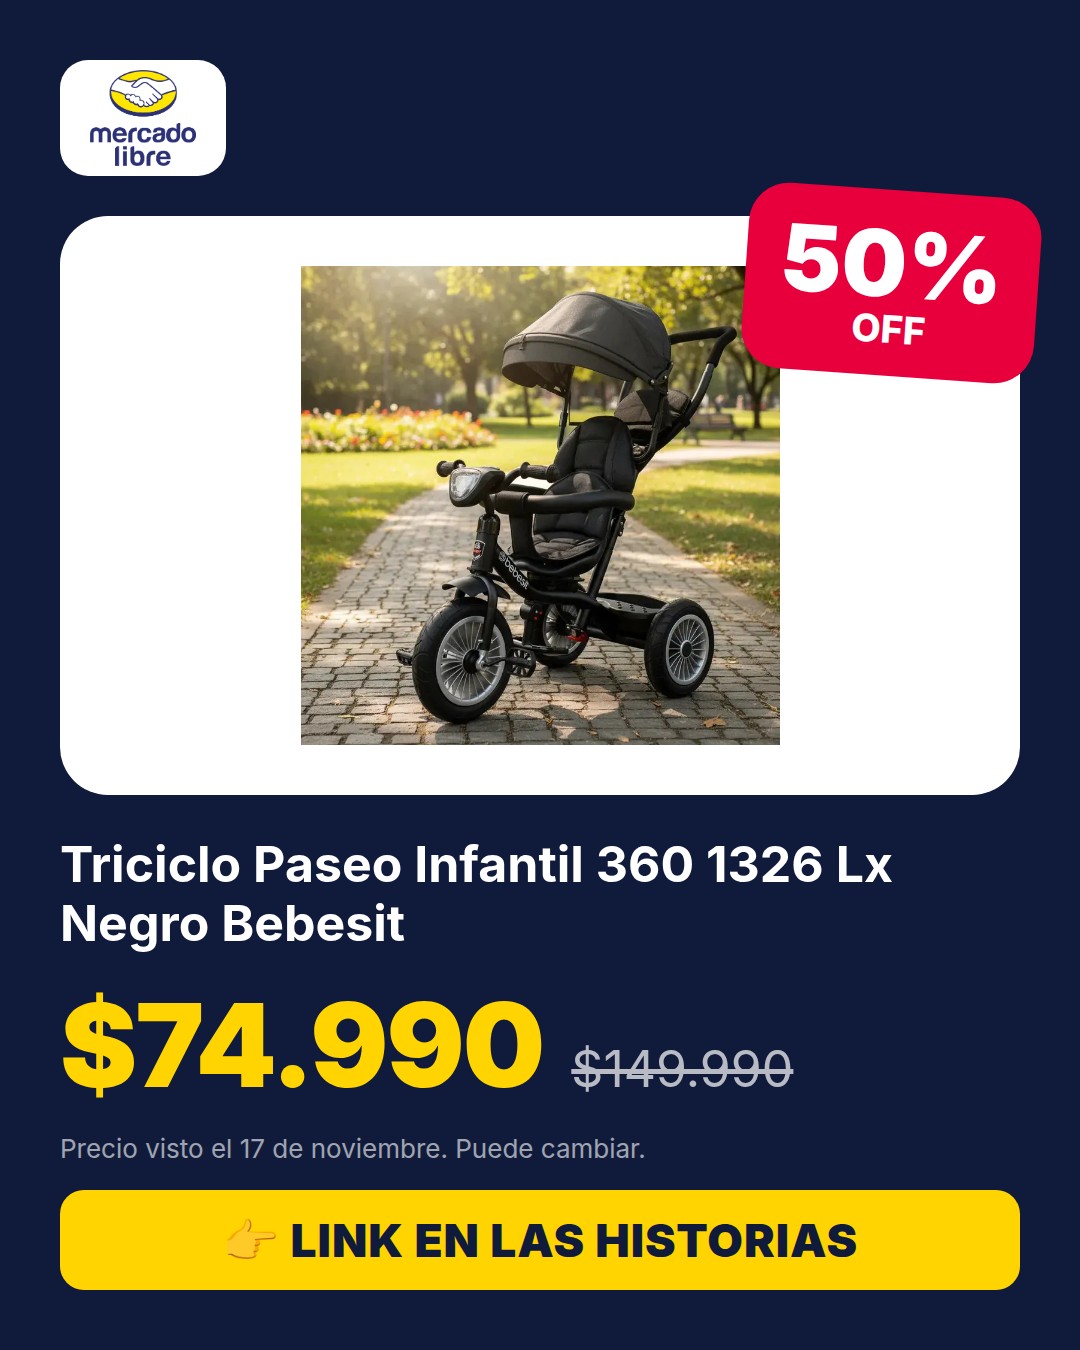 mercado
libre
50%
OFF
bebesit
Triciclo Paseo Infantil 360 1326 Lx
Negro Bebesit
$74.990 $149.990
Precio visto el 17 de noviembre. Puede cambiar.
👉 LINK EN LAS HISTORIAS